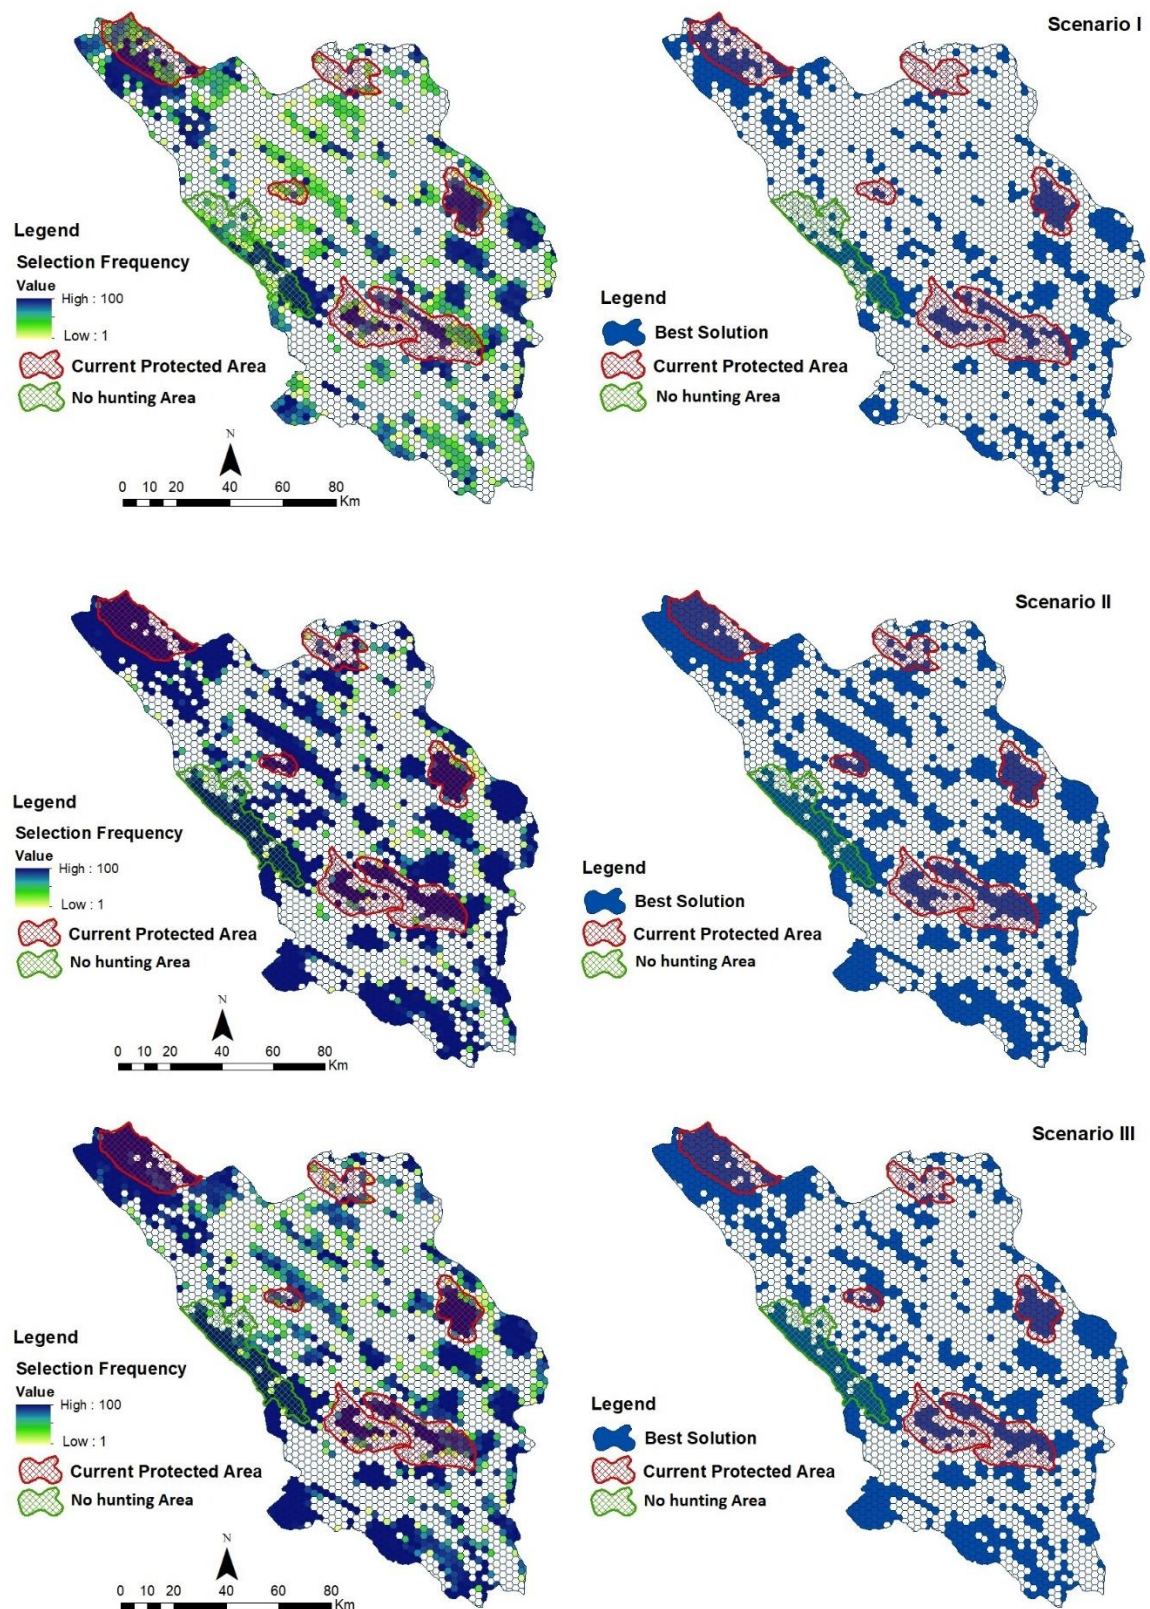 Scenario I
Legend
Selection Frequency
Value
High : 100
Low : 1
Current Protected Area
No hunting Area
N
0 10 20 40 60 80
Km
Legend
Best Solution
Current Protected Area
No hunting Area
Scenario II
Legend
Selection Frequency
Value
High : 100
Low : 1
Current Protected Area
No hunting Area
N
0 10 20 40 60 80
Km
Legend
Best Solution
Current Protected Area
No hunting Area
Scenario III
Legend
Selection Frequency
Value
High : 100
Low : 1
Current Protected Area
No hunting Area
N
0 10 20 40 60 80
Km
Legend
Best Solution
Current Protected Area
No hunting Area